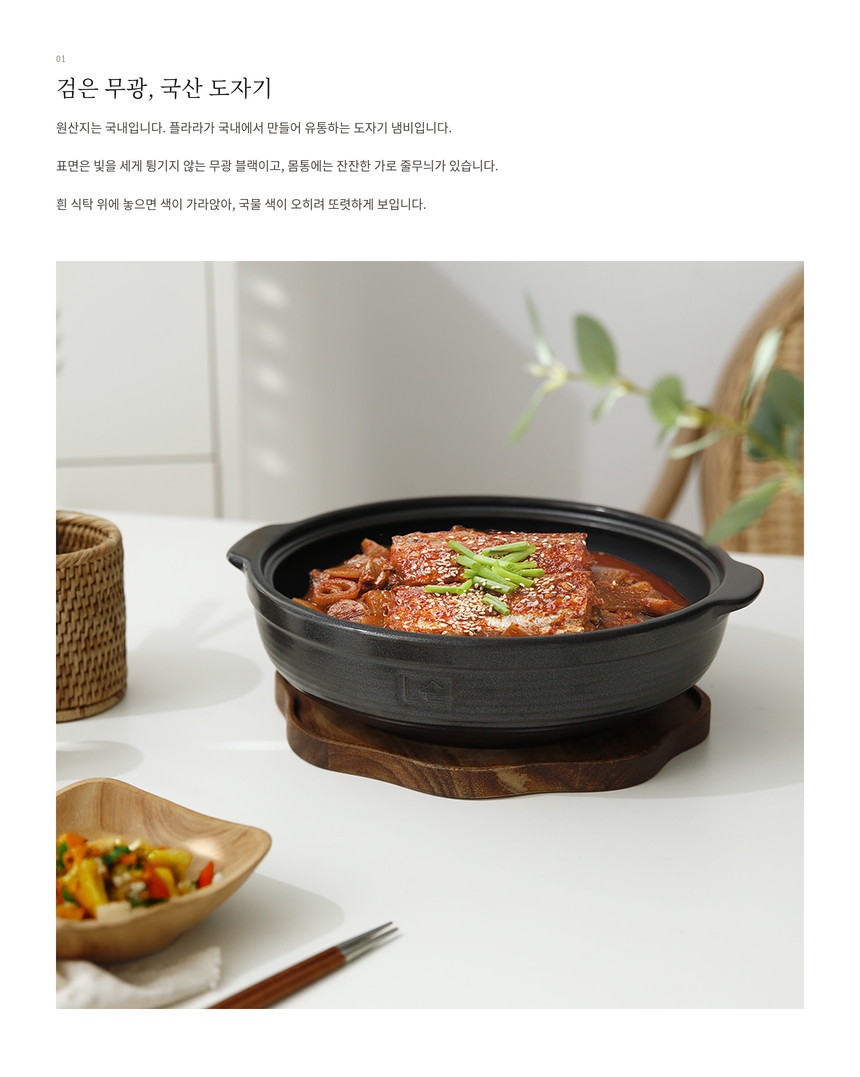 01
검은 무광, 국산 도자기
원산지는 국내입니다. 플라라가 국내에서 만들어 유통하는 도자기 냄비입니다.
표면은 빛을 세게 튕기지 않는 무광 블랙이고, 몸통에는 잔잔한 가로 줄무늬가 있습니다.
흰 식탁 위에 놓으면 색이 가라앉아, 국물 색이 오히려 또렷하게 보입니다.